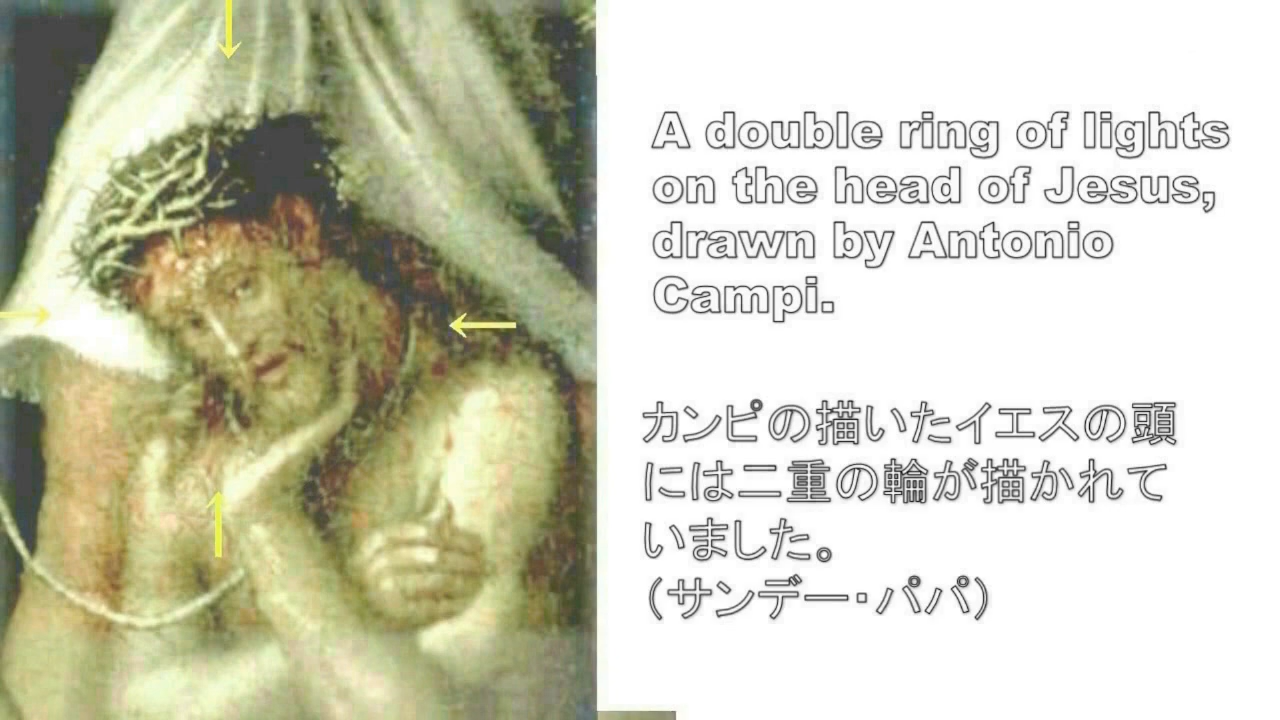 A double ring of lights
on the head of Jesus,
drawn by Antonio
Campi.
カンピの描いたイエスの頭
には二重の輪が描かれて
いました。
（サンデー・パパ）